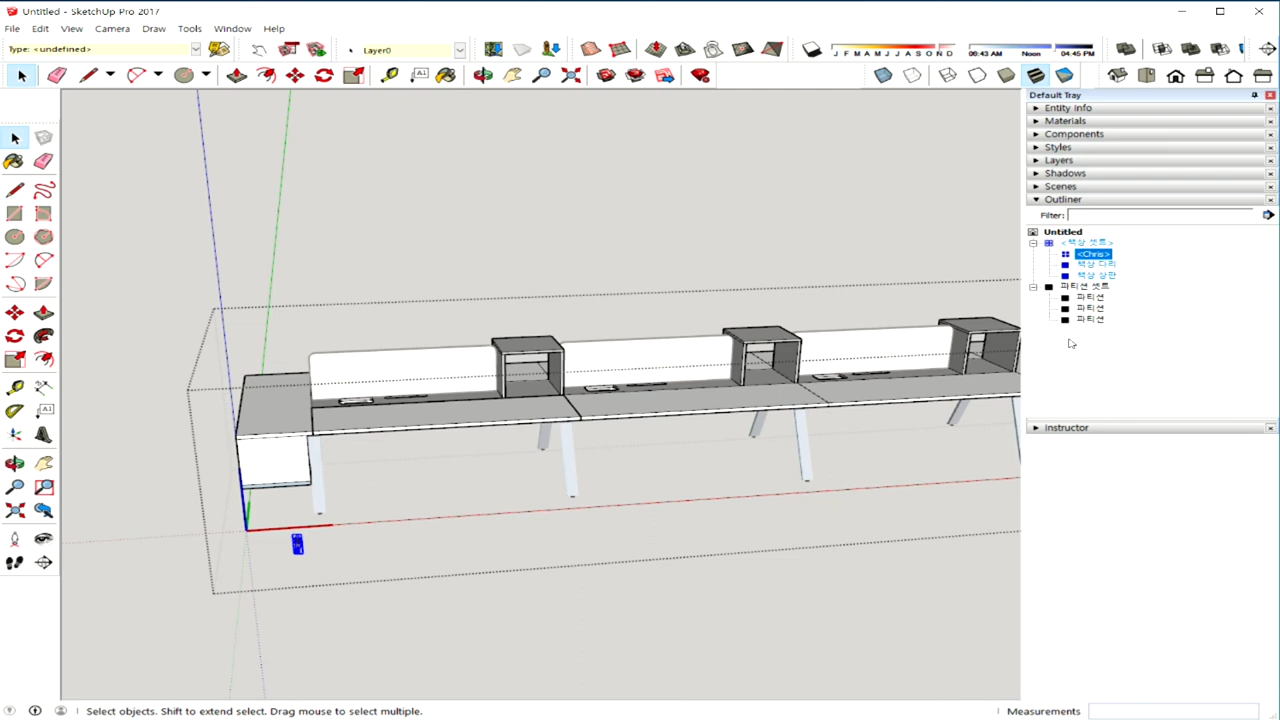 Untitled - SketchUp Pro 2017
File Edit View Camera Draw Tools Window Help
Type: <undefined>
Layer0
J F M A M J J A S O N D
06:43 AM Noon 04:45 PM
Default Tray
Entity Info
Materials
Components
Styles
Layers
Shadows
Scenes
Outliner
Filter:
Untitled
<책상 셋트>
<Chris>
책상 다리
책상 상판
파티션 셋트
파티션
파티션
파티션
Instructor
Select objects. Shift to extend select. Drag mouse to select multiple.
Measurements